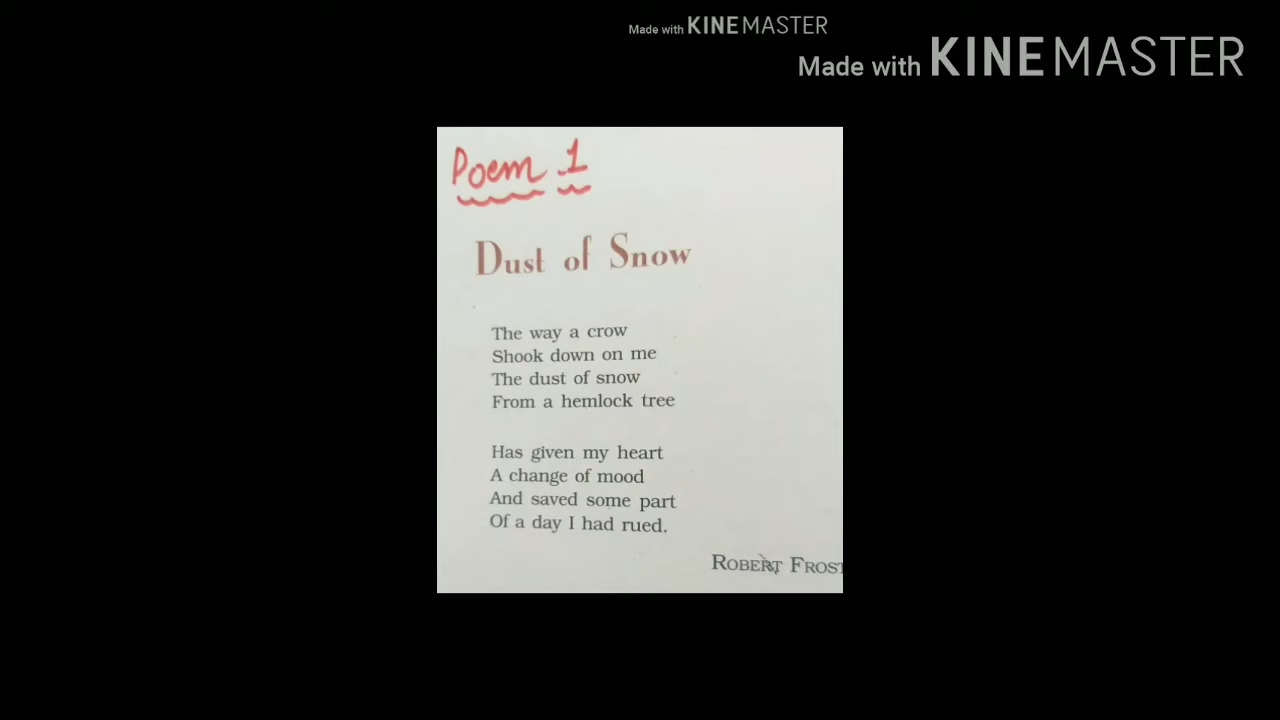 Made with KINEMASTER
Made with KINEMASTER
Poem 1
Dust of Snow
The way a crow
Shook down on me
The dust of snow
From a hemlock tree
Has given my heart
A change of mood
And saved some part
Of a day I had rued.
ROBERT FROST